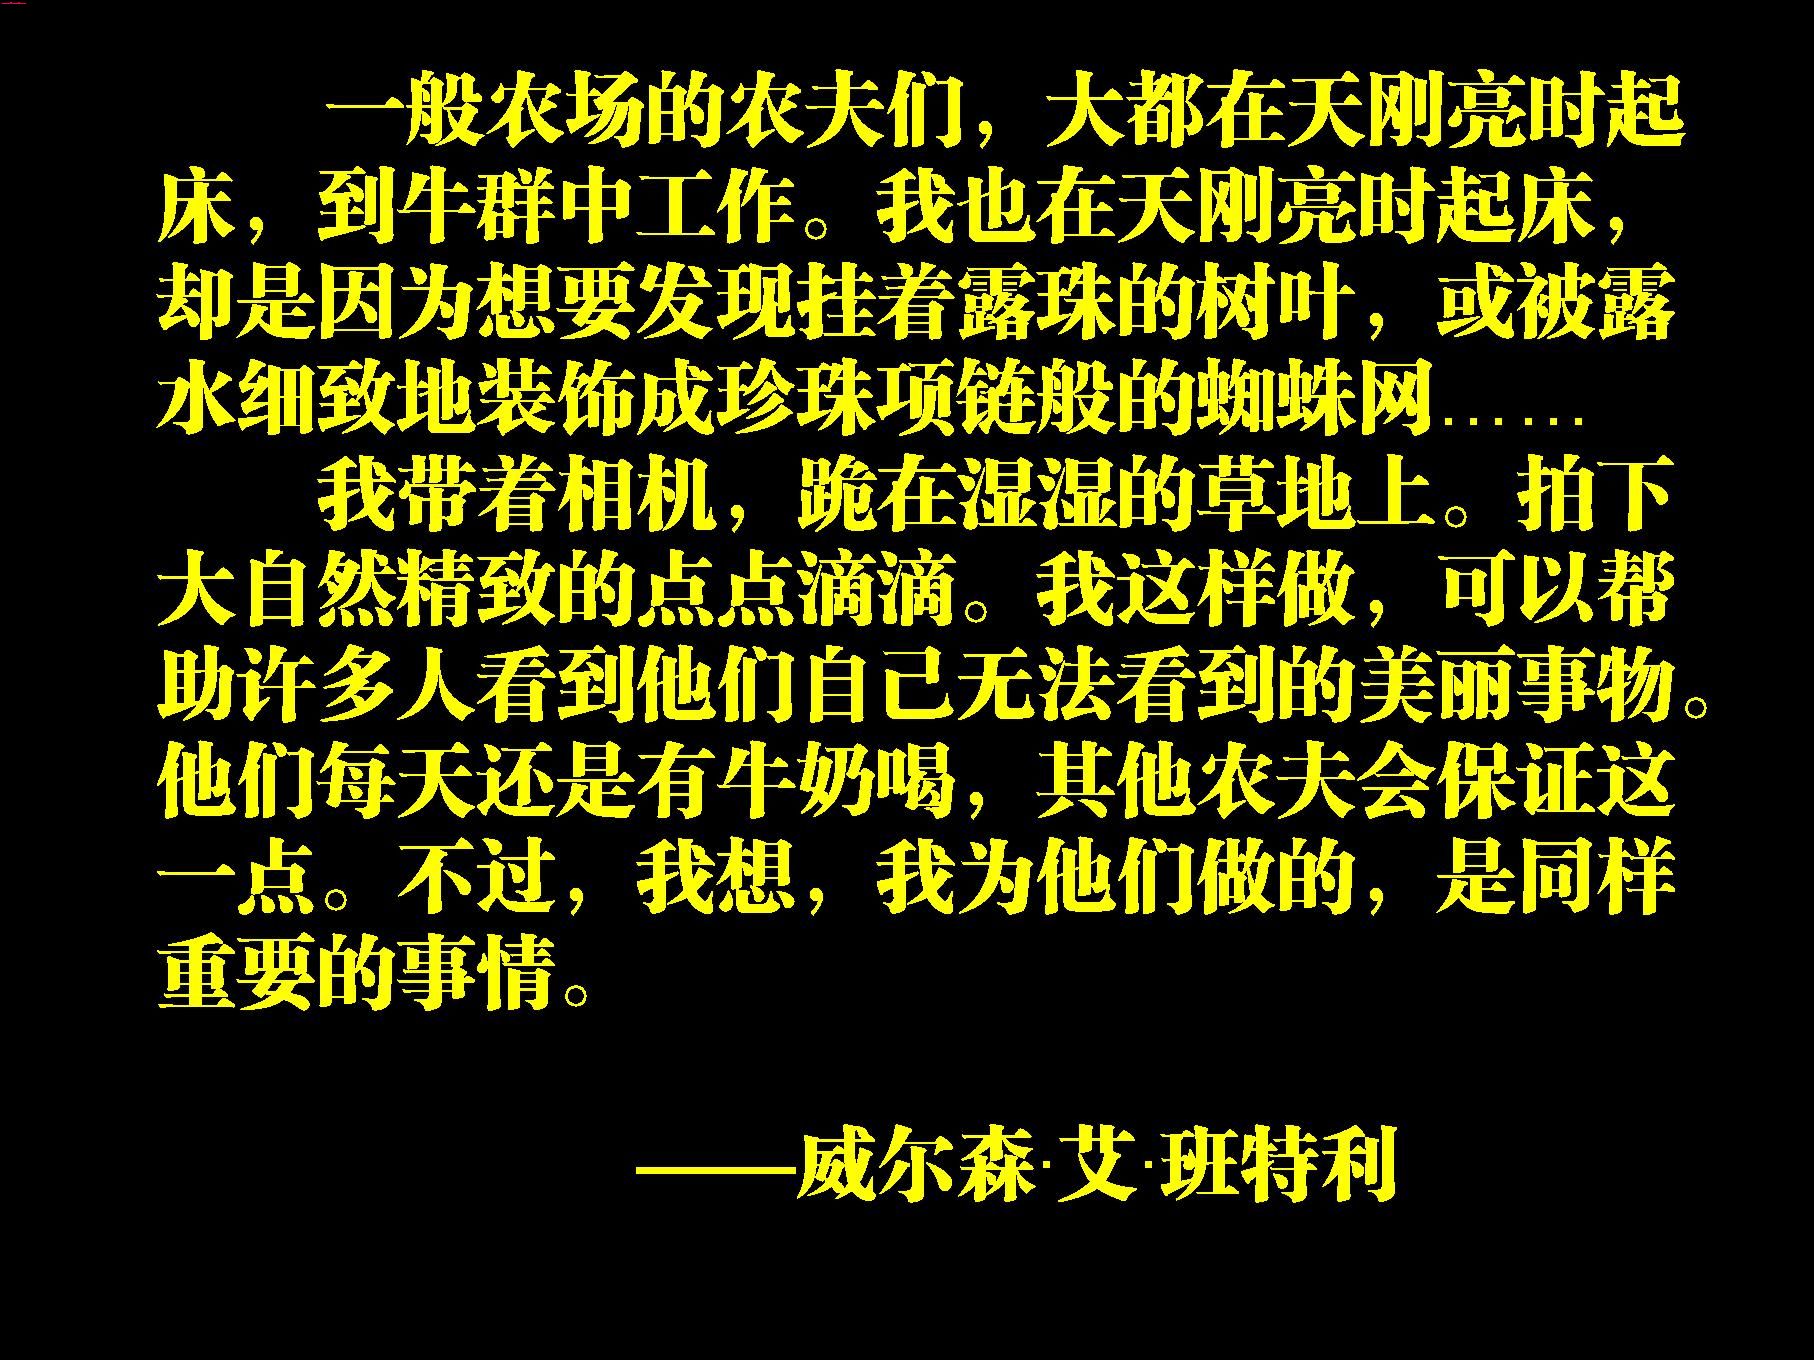 一般农场的农夫们，大都在天刚亮时起
床，到牛群中工作。我也在天刚亮时起床，
却是因为想要发现挂着露珠的树叶，或被露
水细致地装饰成珍珠项链般的蜘蛛网……
我带着相机，跪在湿湿的草地上。拍下
大自然精致的点点滴滴。我这样做，可以帮
助许多人看到他们自己无法看到的美丽事物。
他们每天还是有牛奶喝，其他农夫会保证这
一点。不过，我想，我为他们做的，是同样
重要的事情。
——威尔森·艾·班特利